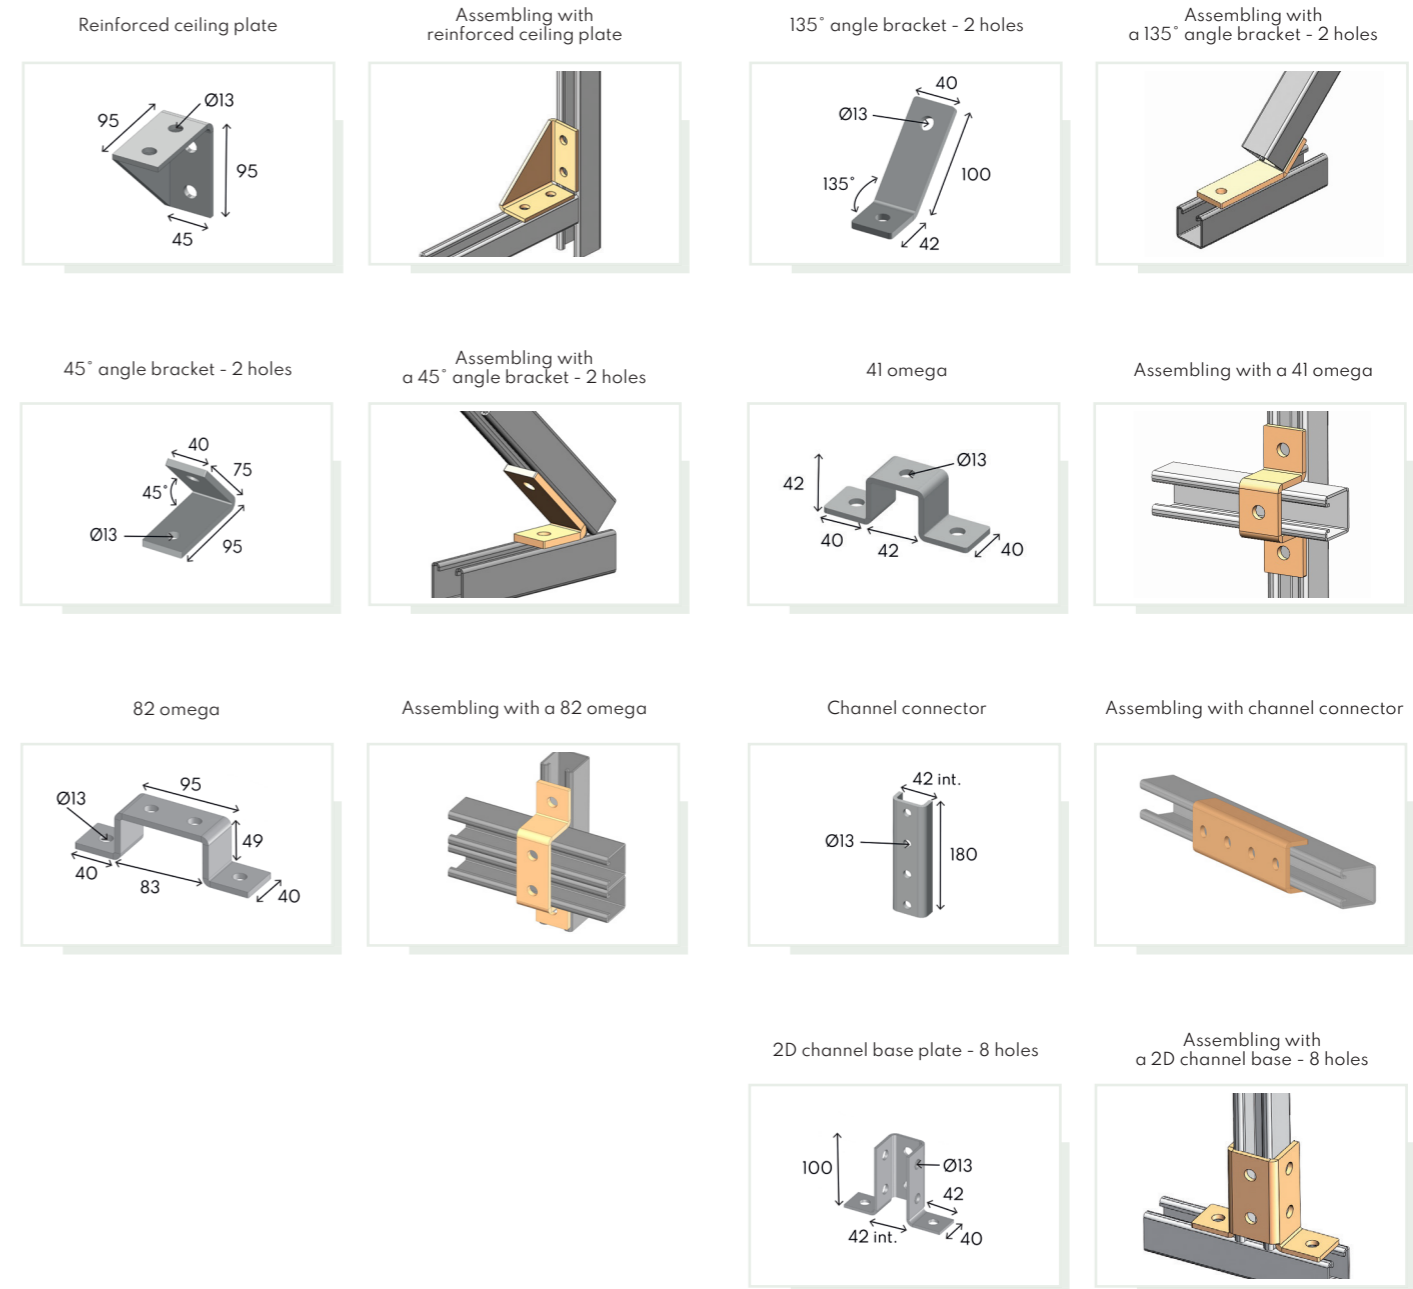 Reinforced ceiling plate
Assembling with
reinforced ceiling plate
135° angle bracket - 2 holes
Assembling with
a 135° angle bracket - 2 holes
95
Ø13
95
45
40
Ø13
135°
100
42
45° angle bracket - 2 holes
Assembling with
a 45° angle bracket - 2 holes
41 omega
Assembling with a 41 omega
40
75
45°
Ø13
95
42
Ø13
40
42
40
82 omega
Assembling with a 82 omega
Channel connector
Assembling with channel connector
95
Ø13
49
40
83
40
42 int.
Ø13
180
2D channel base plate - 8 holes
Assembling with
a 2D channel base - 8 holes
100
Ø13
42
42 int.
40